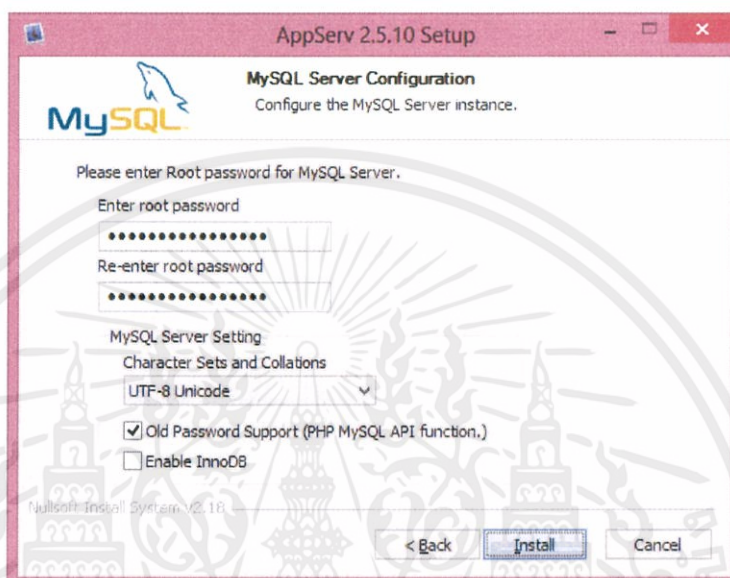 AppServ 2.5.10 Setup
MySQL Server Configuration
Configure the MySQL Server instance.
MySQL
Please enter Root password for MySQL Server.
Enter root password
••••••••••••••••
Re-enter root password
••••••••••••••••
MySQL Server Setting
Character Sets and Collations
UTF-8 Unicode
Old Password Support (PHP MySQL API function.)
Enable InnoDB
Nullsoft Install System v2.18
< Back
Install
Cancel